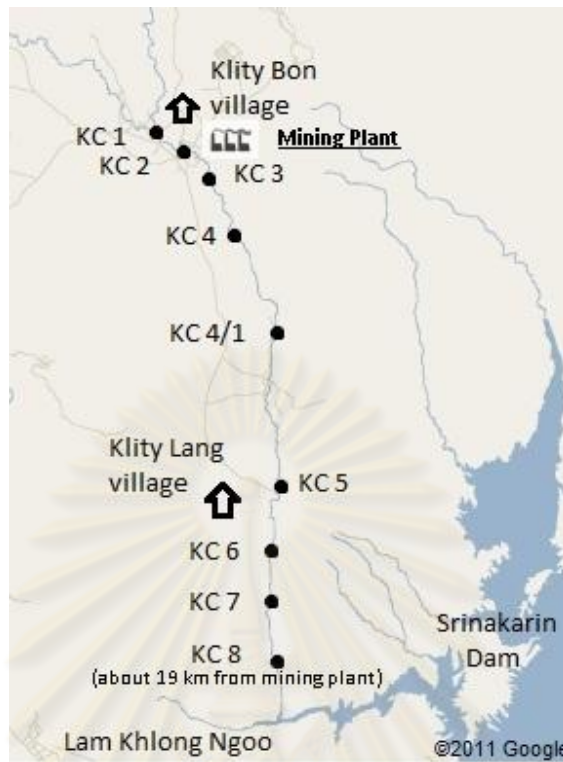 Klity Bon
village
KC 1
Mining Plant
KC 2
KC 3
KC 4
KC 4/1
Klity Lang
village
KC 5
KC 6
KC 7
Srinakarin
Dam
KC 8
(about 19 km from mining plant)
Lam Khlong Ngoo
©2011 Google